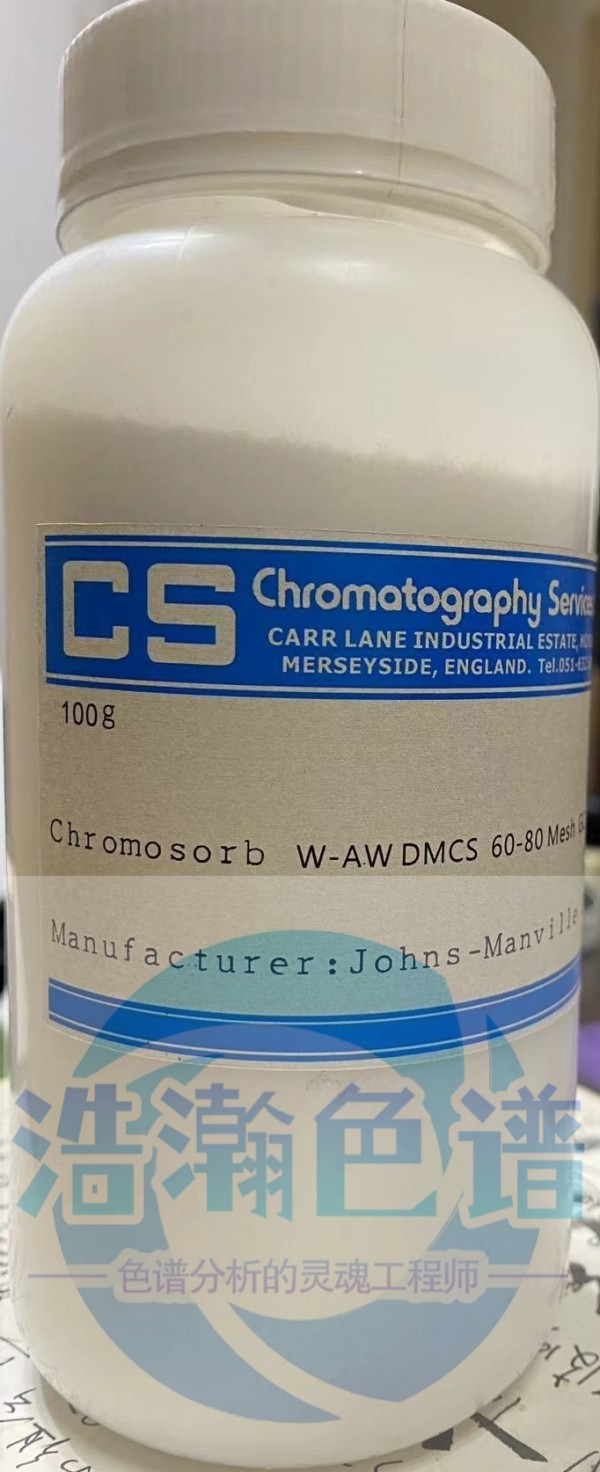 CS Chromatography Services
CARR LANE INDUSTRIAL ESTATE,
MERSEYSIDE, ENGLAND. Tel.051-
100g
Chromosorb W-AW DMCS 60-80 Mesh
Manufacturer:Johns-Manville
浩瀚色谱
色谱分析的灵魂工程师